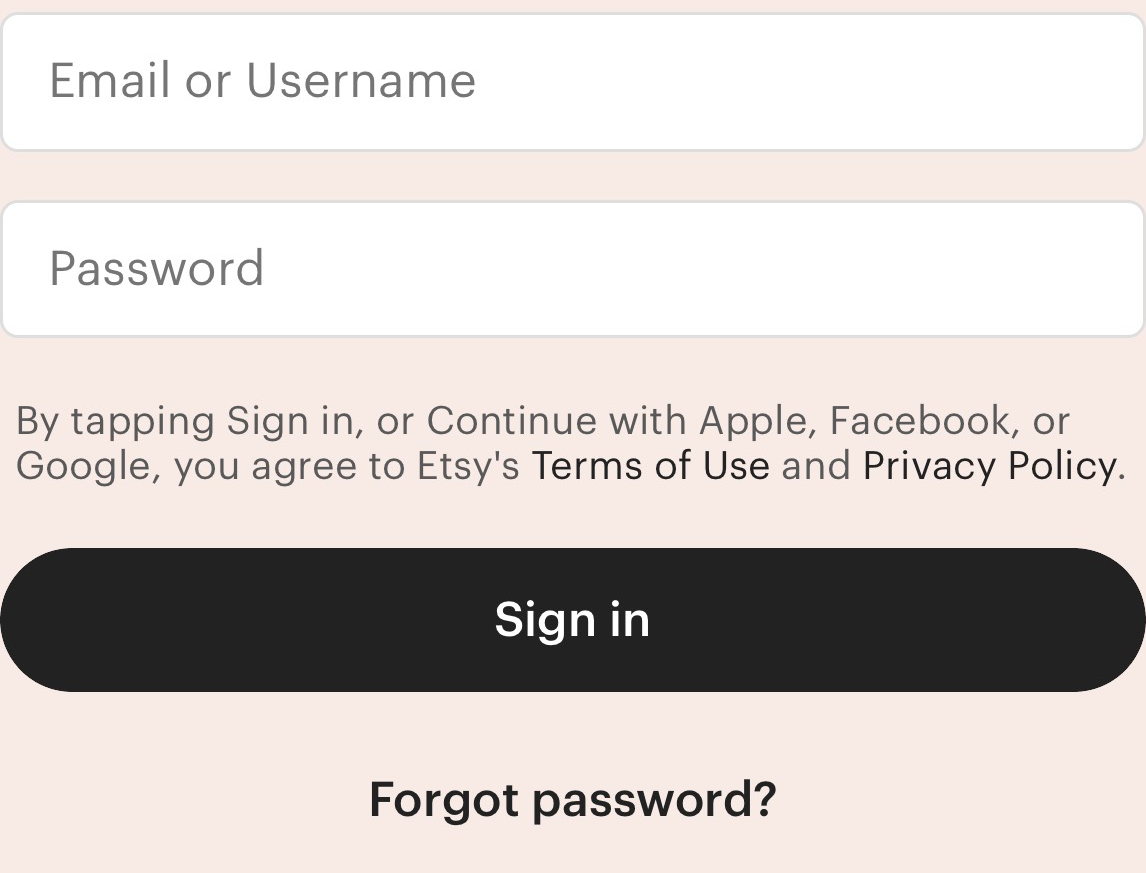 Email or Username
Password
By tapping Sign in, or Continue with Apple, Facebook, or
Google, you agree to Etsy's Terms of Use and Privacy Policy.
Sign in
Forgot password?